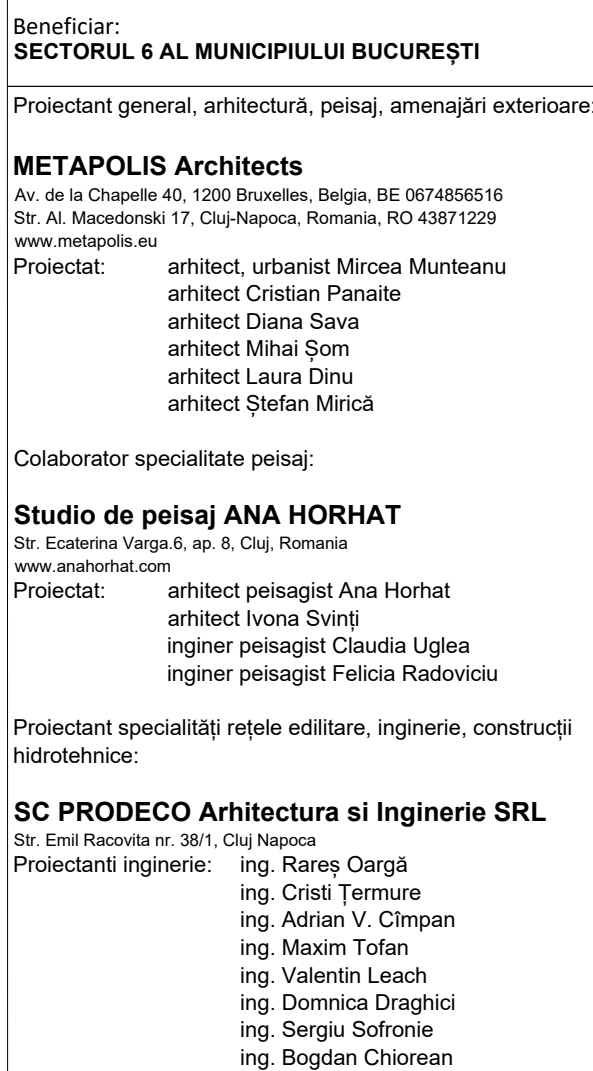 Beneficiar:
SECTORUL 6 AL MUNICIPIULUI BUCUREȘTI
Proiectant general, arhitectură, peisaj, amenajări exterioare:
METAPOLIS Architects
Av. de la Chapelle 40, 1200 Bruxelles, Belgia, BE 0674856516
Str. Al. Macedonski 17, Cluj-Napoca, Romania, RO 43871229
www.metapolis.eu
Proiectat: arhitect, urbanist Mircea Munteanu
arhitect Cristian Panaite
arhitect Diana Sava
arhitect Mihai Șom
arhitect Laura Dinu
arhitect Ștefan Mirică
Colaborator specialitate peisaj:
Studio de peisaj ANA HORHAT
Str. Ecaterina Varga.6, ap. 8, Cluj, Romania
www.anahorhat.com
Proiectat: arhitect peisagist Ana Horhat
arhitect Ivona Svinți
inginer peisagist Claudia Uglea
inginer peisagist Felicia Radoviciu
Proiectant specialități rețele edilitare, inginerie, construcții
hidrotehnice:
SC PRODECO Arhitectura si Inginerie SRL
Str. Emil Racovita nr. 38/1, Cluj Napoca
Proiectanti inginerie: ing. Rareș Oargă
ing. Cristi Țermure
ing. Adrian V. Cîmpan
ing. Maxim Tofan
ing. Valentin Leach
ing. Domnica Draghici
ing. Sergiu Sofronie
ing. Bogdan Chiorean